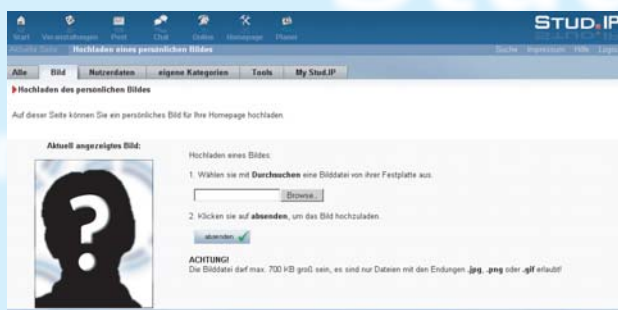 STUD.IP
Start Veranstaltungen Post Chat Online Homepage Planer
Aktuelle Seite: Hochladen eines persönlichen Bildes
Suche Impressum Hilfe
Alle Bild Nutzerdaten eigene Kategorien Tools My Stud.IP
Hochladen des persönlichen Bildes
Auf dieser Seite können Sie ein persönliches Bild für Ihre Homepage hochladen.
Aktuell angezeigtes Bild:
?
Hochladen eines Bildes:
1. Wählen sie mit Durchsuchen eine Bilddatei von ihrer Festplatte aus.
Browse...
2. Klicken sie auf absenden, um das Bild hochzuladen.
absenden
ACHTUNG!
Die Bilddatei darf max. 700 KB groß sein, es sind nur Dateien mit den Endungen .jpg, .png oder .gif erlaubt!